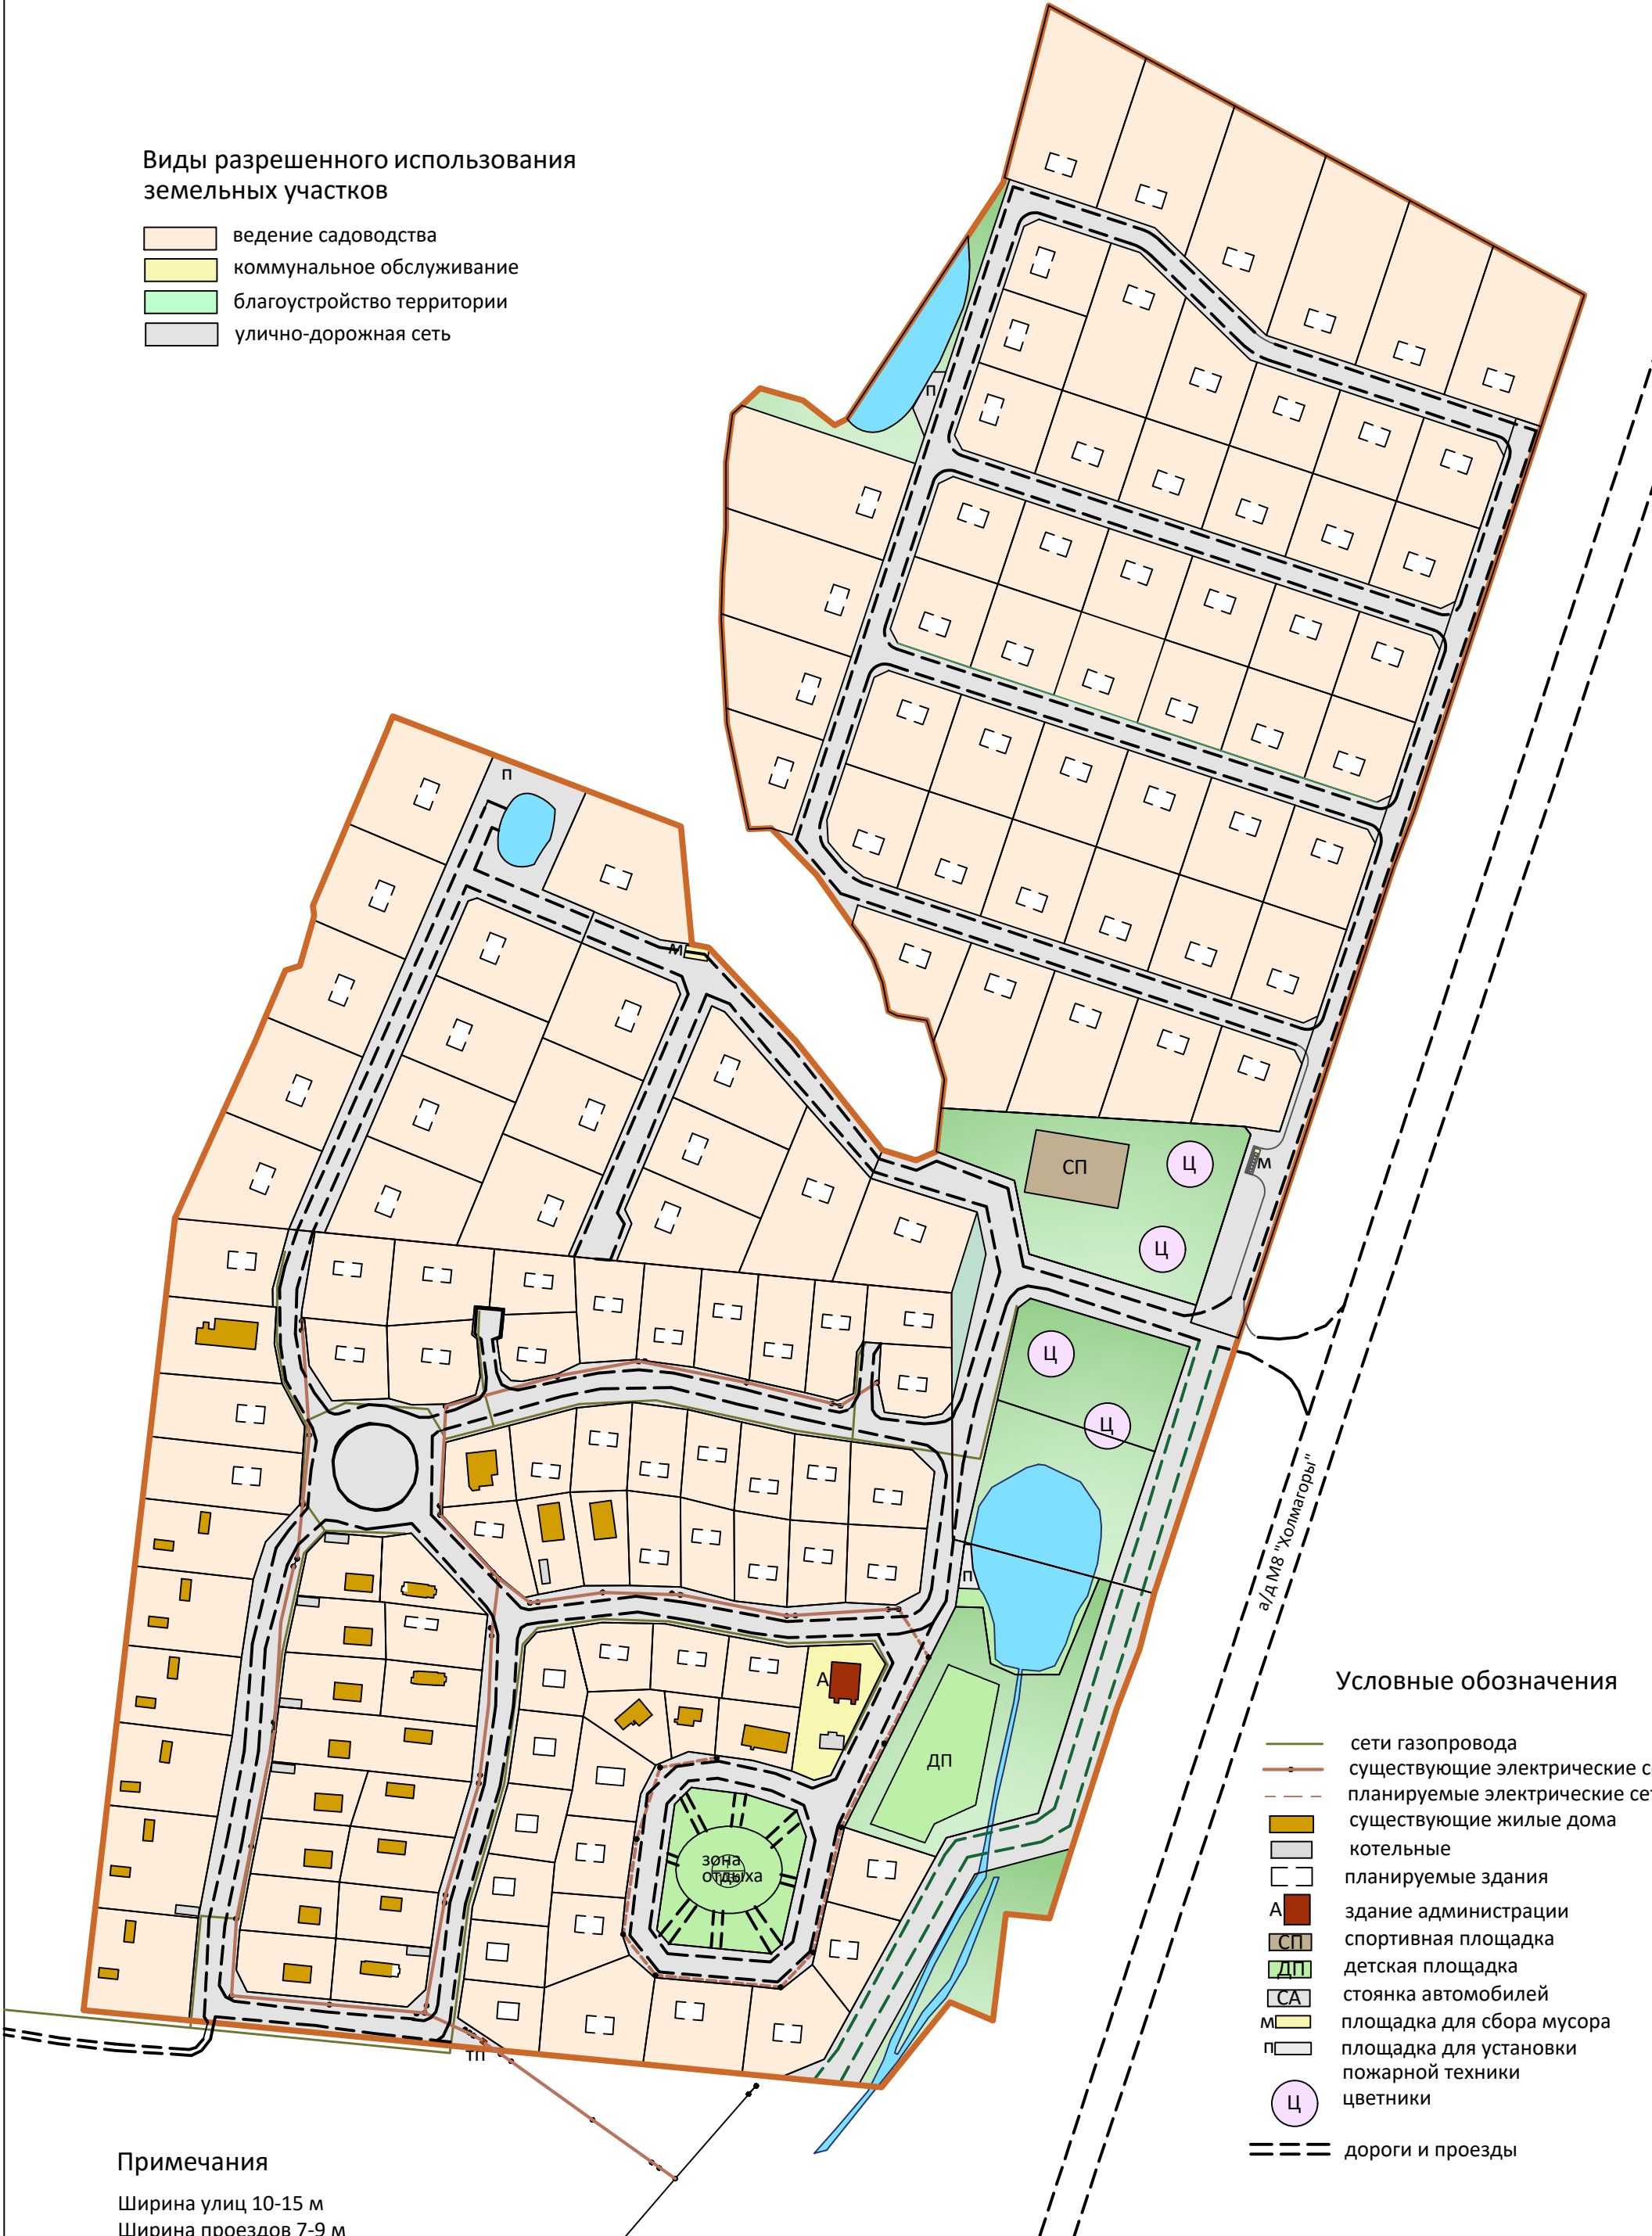 Виды разрешенного использования
земельных участков
ведение садоводства
коммунальное обслуживание
благоустройство территории
улично-дорожная сеть
п
п
м
СП
Ц
м
Ц
Ц
Ц
а/д М8 "Холмагоры"
п
А
ДП
зона
отдыха
тп
Условные обозначения
сети газопровода
существующие электрические с
планируемые электрические се
существующие жилые дома
котельные
планируемые здания
А здание администрации
СП спортивная площадка
ДП детская площадка
СА стоянка автомобилей
м площадка для сбора мусора
п площадка для установки
пожарной техники
Ц цветники
дороги и проезды
Примечания
Ширина улиц 10-15 м
Ширина проездов 7-9 м